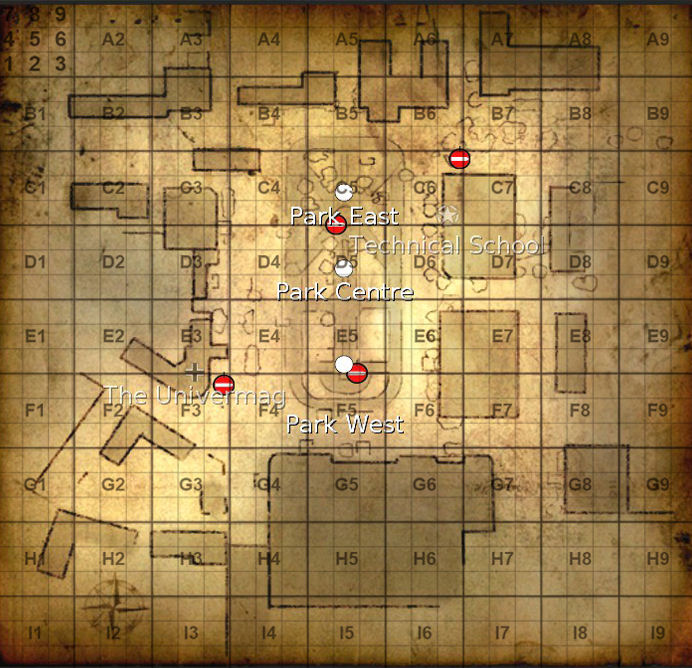 7 8 9
4 5 6 A2 A3 A4 A5 A6 A7 A8 A9
1 2 3
B1 B2 B3 B4 B5 B6 B7 B8 B9
C1 C2 C3 C4 C6 C7 C8 C9
Park East
Technical School
D1 D2 D3 D4 D5 D6 D7 D8 D9
Park Centre
E1 E2 E3 E4 E5 E6 E7 E8 E9
The Univermag
F1 F2 F3 F4 F5 F6 F7 F8 F9
Park West
G1 G2 G3 G4 G5 G6 G7 G8 G9
H1 H2 H3 H4 H5 H6 H7 H8 H9
I1 I2 I3 I4 I5 I6 I7 I8 I9